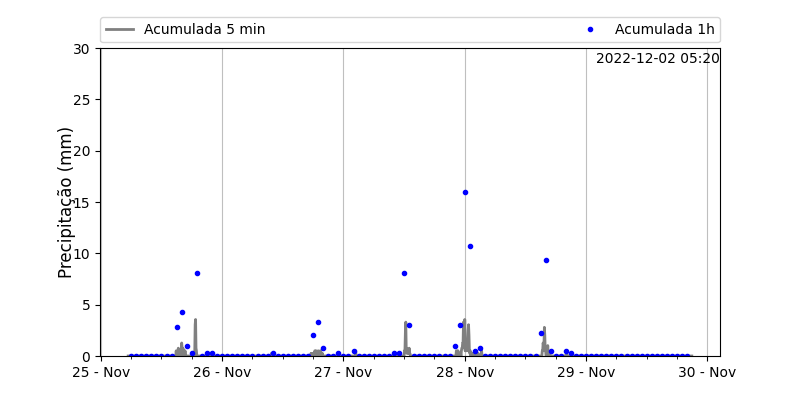 Acumulada 5 min
Acumulada 1h
2022-12-02 05:20
Precipitação (mm)
30
25
20
15
10
5
0
25 - Nov
26 - Nov
27 - Nov
28 - Nov
29 - Nov
30 - Nov